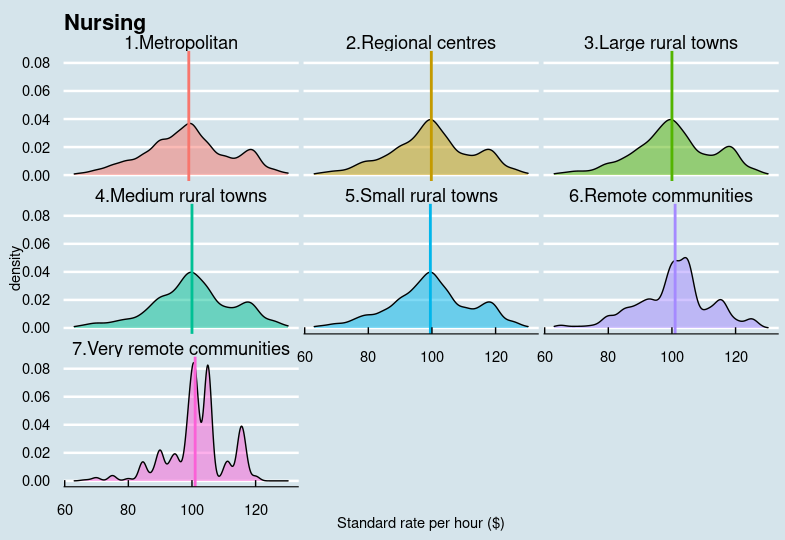 Nursing
1.Metropolitan 2.Regional centres 3.Large rural towns
0.08
0.06
0.04
0.02
0.00
4.Medium rural towns 5.Small rural towns 6.Remote communities
0.08
0.06
0.04
0.02
0.00
density
60 80 100 120 60 80 100 120
7.Very remote communities
0.08
0.06
0.04
0.02
0.00
60 80 100 120
Standard rate per hour ($)